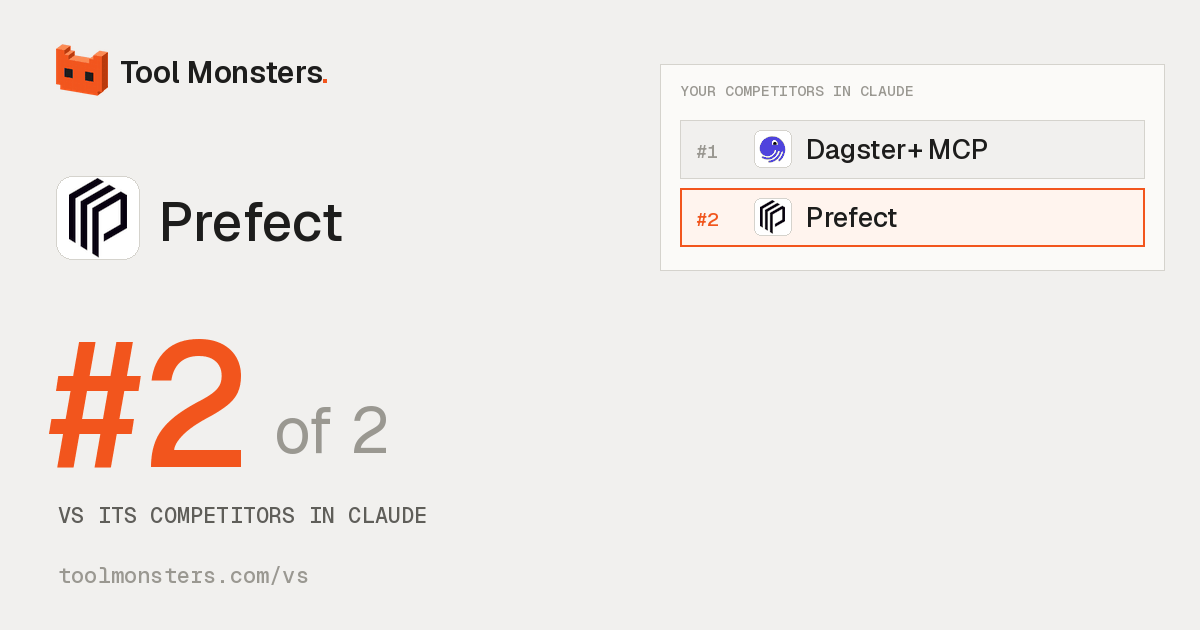 Tool Monsters.
Prefect
#2 of 2
VS ITS COMPETITORS IN CLAUDE
toolmonsters.com/vs
YOUR COMPETITORS IN CLAUDE
#1 Dagster+ MCP
#2 Prefect